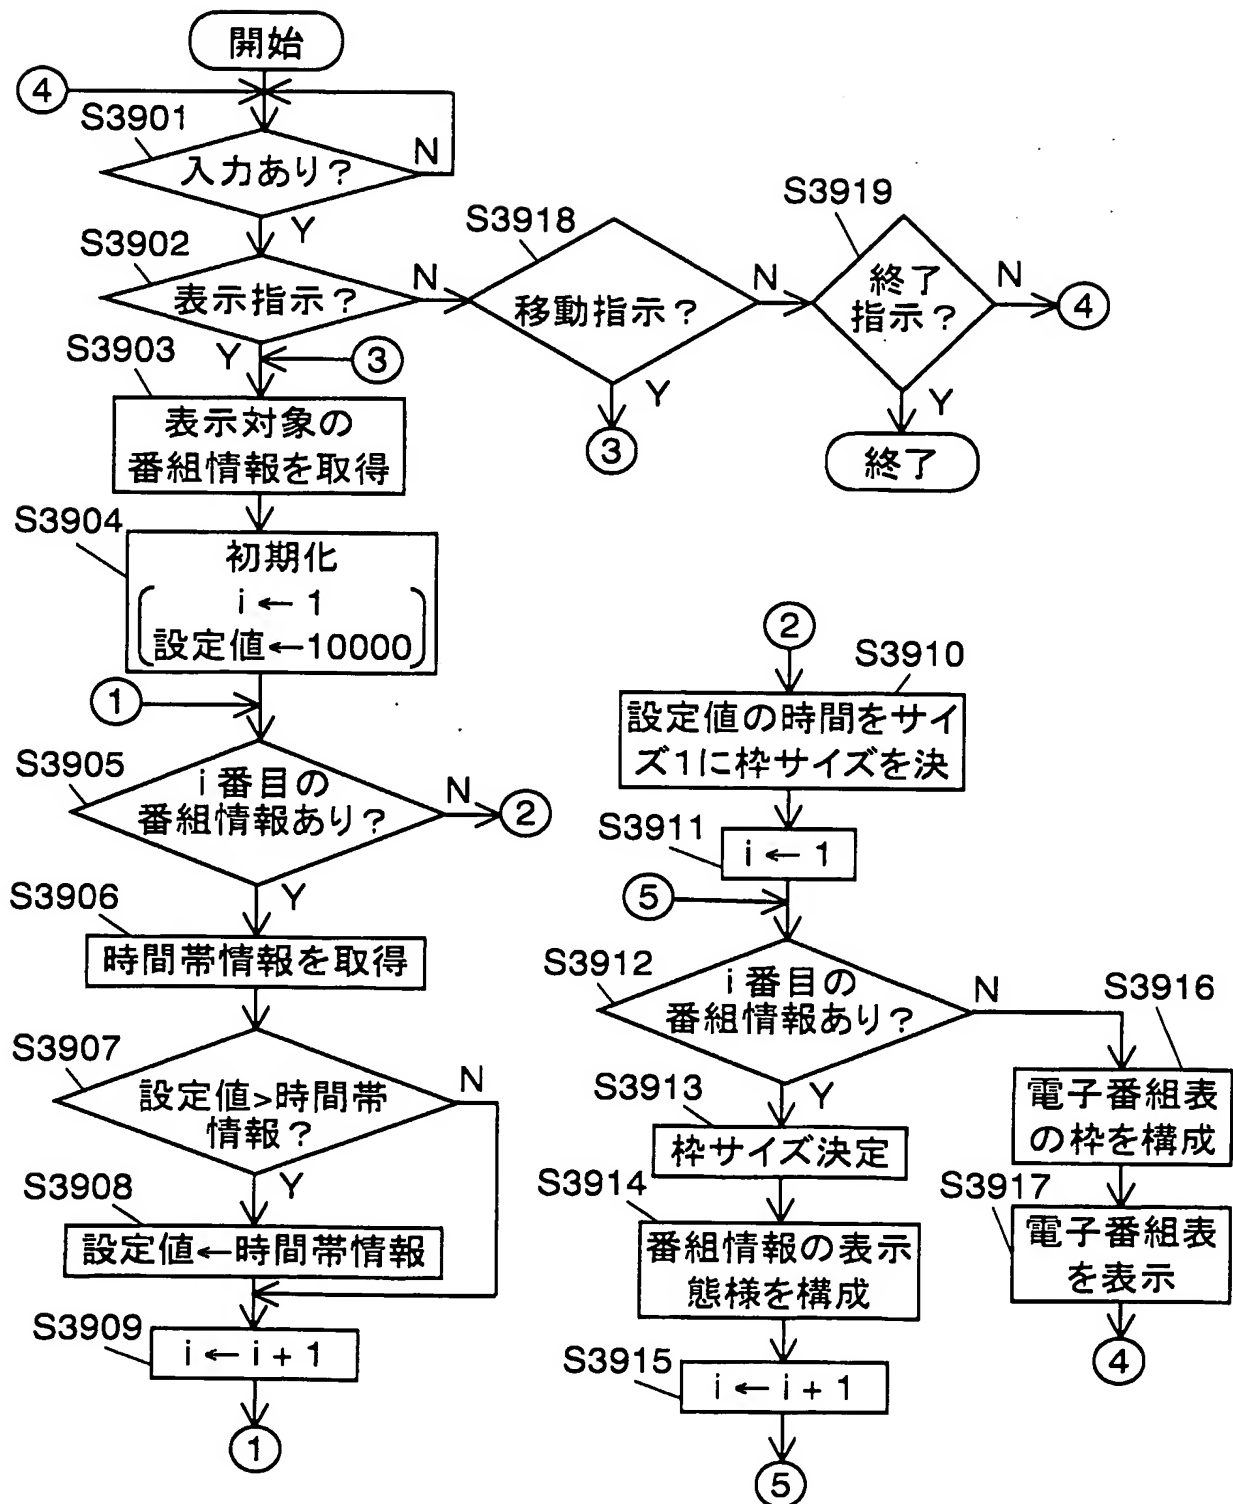 開始
④
S3901
入力あり?
N
Y
S3902
表示指示?
N
S3918
移動指示?
N
S3919
終了
指示?
N
④
Y
③
Y
③
Y
終了
S3903
表示対象の
番組情報を取得
S3904
初期化
i ← 1
設定値←10000
①
S3905
i番目の
番組情報あり?
N
②
Y
S3906
時間帯情報を取得
S3907
設定値>時間帯
情報?
N
Y
S3908
設定値←時間帯情報
S3909
i ← i + 1
①
②
S3910
設定値の時間をサイ
ズ1に枠サイズを決
S3911
i ← 1
⑤
S3912
i番目の
番組情報あり?
N
Y
S3913
枠サイズ決定
S3914
番組情報の表示
態様を構成
S3915
i ← i + 1
⑤
S3916
電子番組表
の枠を構成
S3917
電子番組表
を表示
④